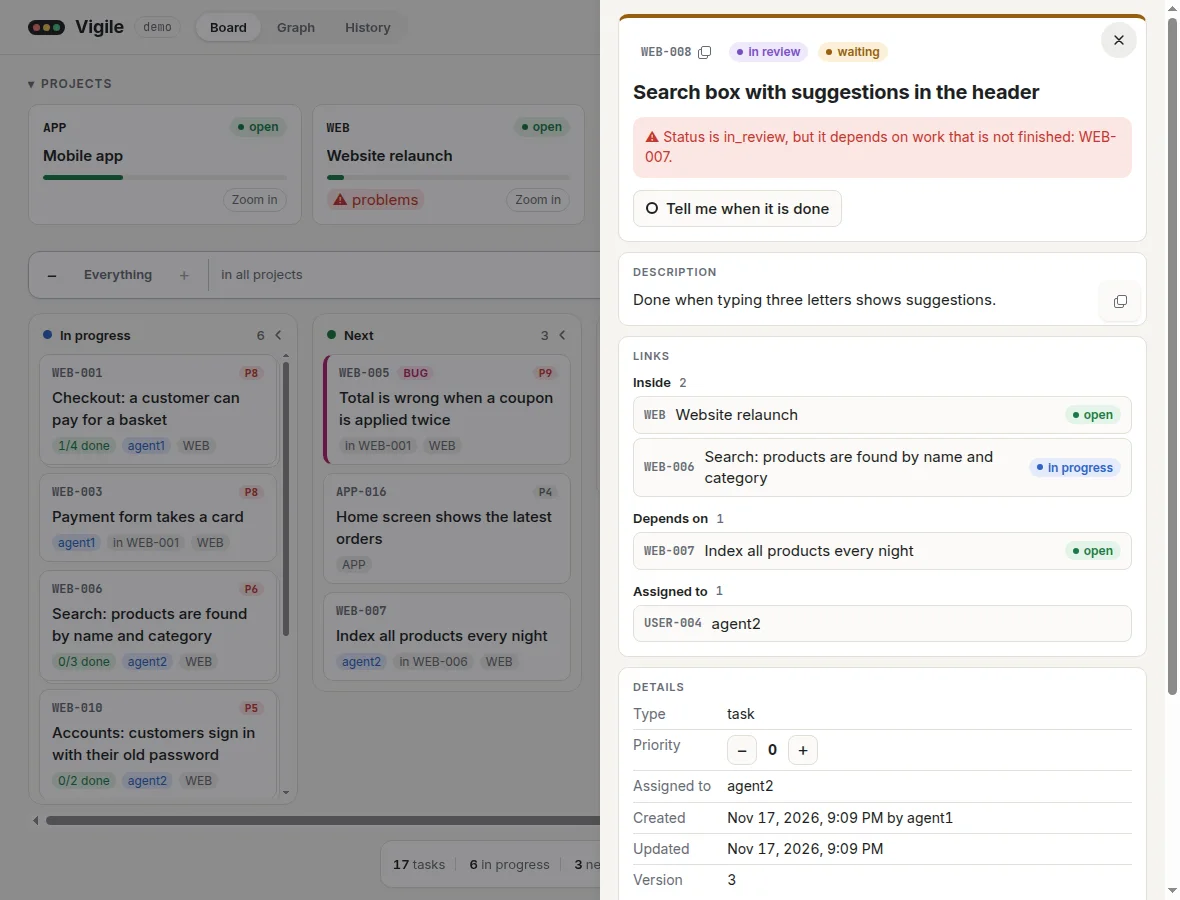 Vigile demo Board Graph History
▾ PROJECTS
APP open
Mobile app
Zoom in
WEB open
Website relaunch
problems Zoom in
− Everything + in all projects
In progress 6
WEB-001 P8
Checkout: a customer can
pay for a basket
1/4 done agent1 WEB
WEB-003 P8
Payment form takes a card
agent1 in WEB-001 WEB
WEB-006 P6
Search: products are found
by name and category
0/3 done agent2 WEB
WEB-010 P5
Accounts: customers sign in
with their old password
0/2 done agent2 WEB
Next 3
WEB-005 BUG P9
Total is wrong when a coupon
is applied twice
in WEB-001 WEB
APP-016 P4
Home screen shows the latest
orders
APP
WEB-007
Index all products every night
agent2 in WEB-006 WEB
17 tasks 6 in progress 3 ne
WEB-008 in review waiting
Search box with suggestions in the header
Status is in_review, but it depends on work that is not finished: WEB-
007.
Tell me when it is done
DESCRIPTION
Done when typing three letters shows suggestions.
LINKS
Inside 2
WEB Website relaunch open
WEB-006 Search: products are found by name and
category in progress
Depends on 1
WEB-007 Index all products every night open
Assigned to 1
USER-004 agent2
DETAILS
Type task
Priority − 0 +
Assigned to agent2
Created Nov 17, 2026, 9:09 PM by agent1
Updated Nov 17, 2026, 9:09 PM
Version 3